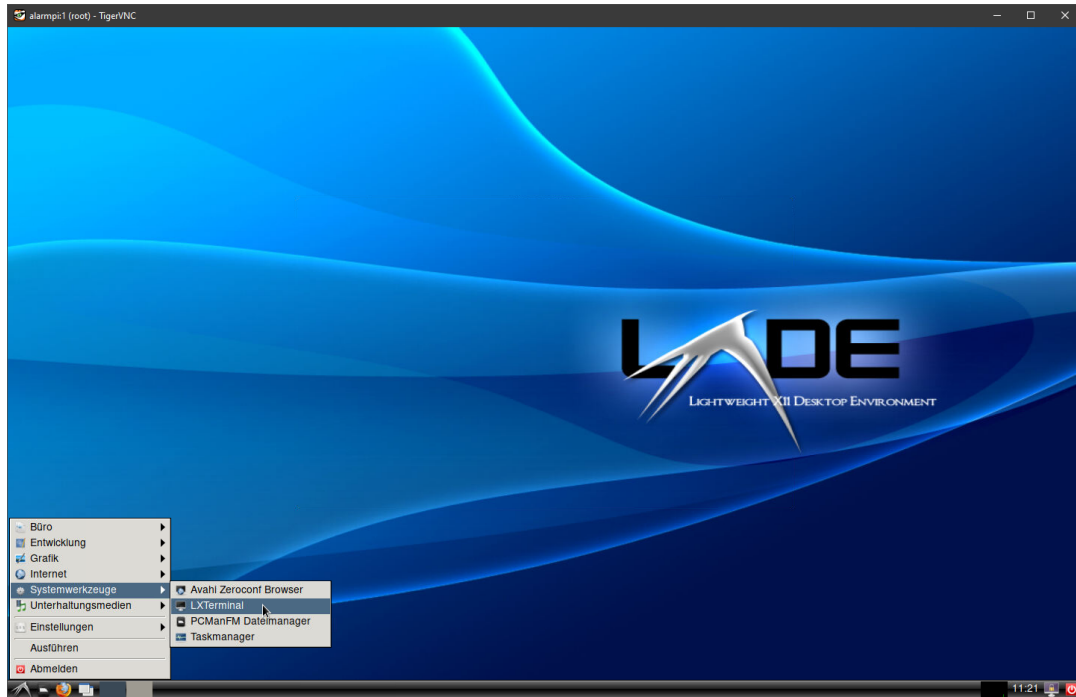 alarmpi:1 (root) - TigerVNC
LXDE
LIGHTWEIGHT X11 DESKTOP ENVIRONMENT
Büro
Entwicklung
Grafik
Internet
Systemwerkzeuge
Unterhaltungsmedien
Einstellungen
Ausführen
Abmelden
Avahi Zeroconf Browser
LXTerminal
PCManFM Dateimanager
Taskmanager
11:21